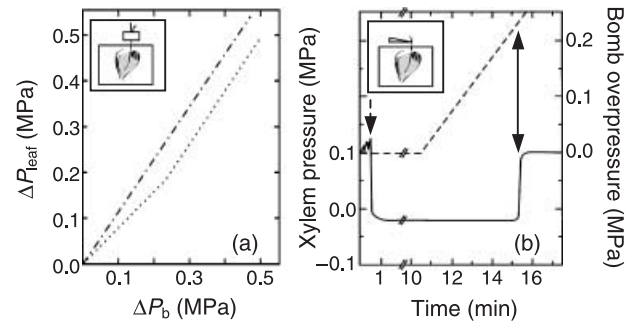 0.5
0.4
0.3
0.2
0.1
0.0
ΔP_leaf (MPa)
(a)
0.1 0.3 0.5
ΔP_b (MPa)
Xylem pressure (MPa)
0.1
0.0
−0.1
(b)
1 10 12 14 16
Time (min)
0.2
0.1
0.0
Bomb overpressure
(MPa)